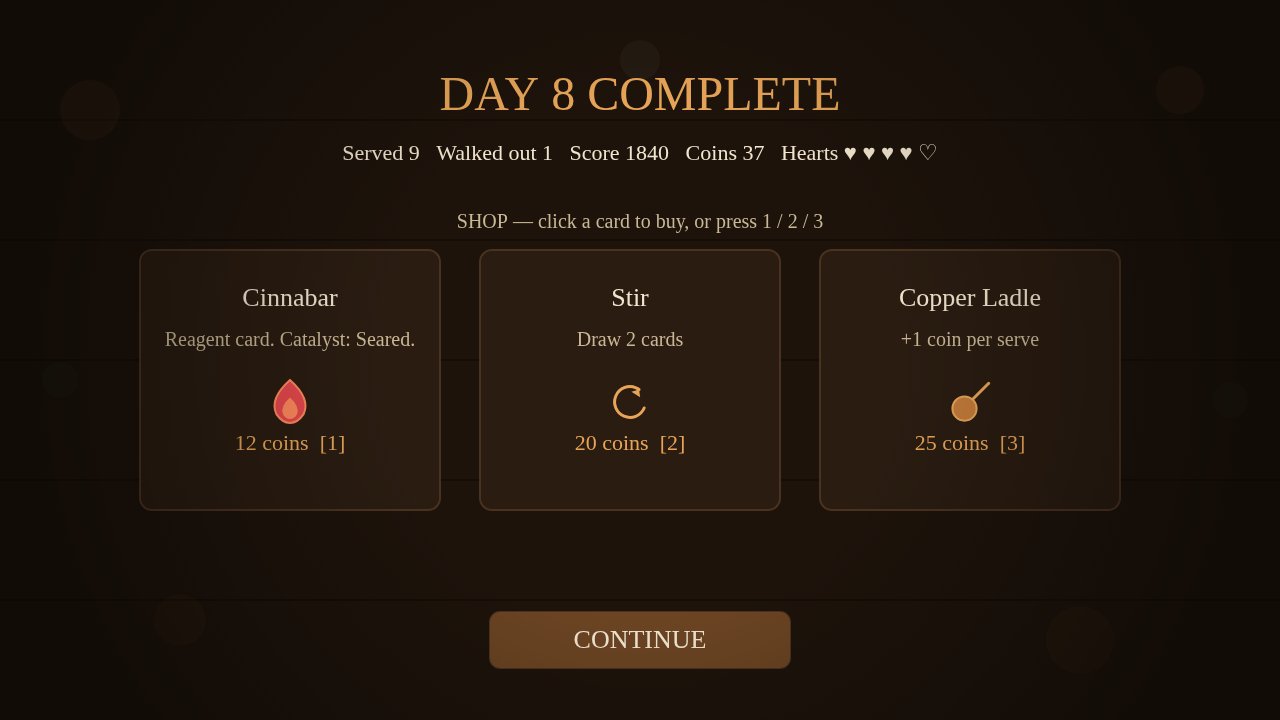 DAY 8 COMPLETE
Served 9 Walked out 1 Score 1840 Coins 37 Hearts ♥ ♥ ♥ ♥ ♡
SHOP — click a card to buy, or press 1 / 2 / 3
Cinnabar
Reagent card. Catalyst: Seared.
12 coins [1]
Stir
Draw 2 cards
20 coins [2]
Copper Ladle
+1 coin per serve
25 coins [3]
CONTINUE